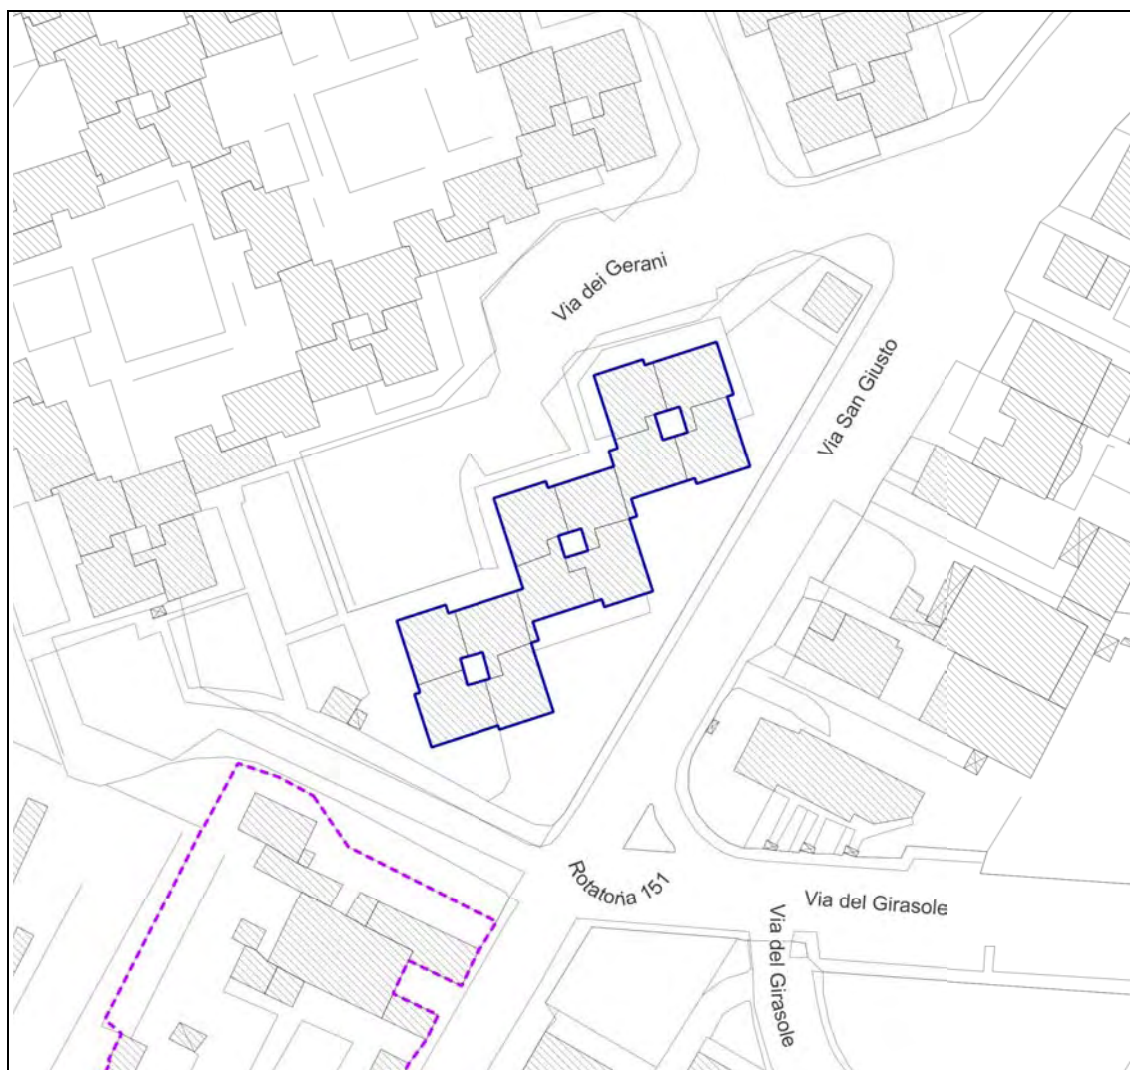 Via dei Gerani
Via San Giusto
Rotatoria 151
Via del Girasole
Via del Girasole